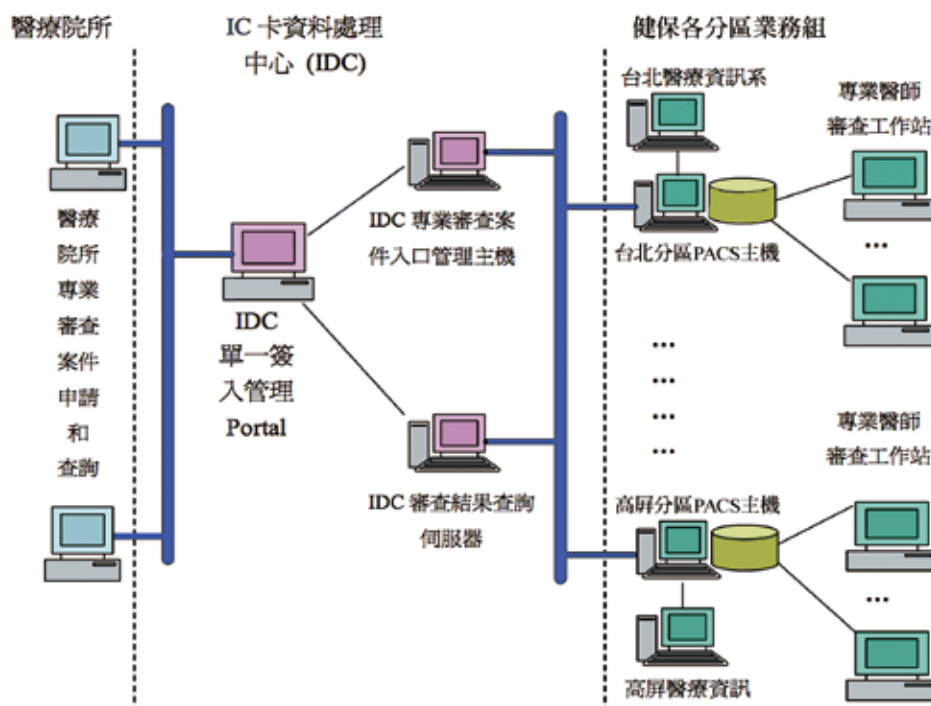 醫療院所
IC 卡資料處理
中心 (IDC)
健保各分區業務組
醫療
院所
專業
審查
案件
申請
和
查詢
IDC
單一簽
入管理
Portal
IDC 專業審查案
件入口管理主機
IDC 審查結果查詢
伺服器
台北醫療資訊系
台北分區PACS主機
專業醫師
審查工作站
...
...
...
...
...
專業醫師
審查工作站
高屏分區PACS主機
...
高屏醫療資訊